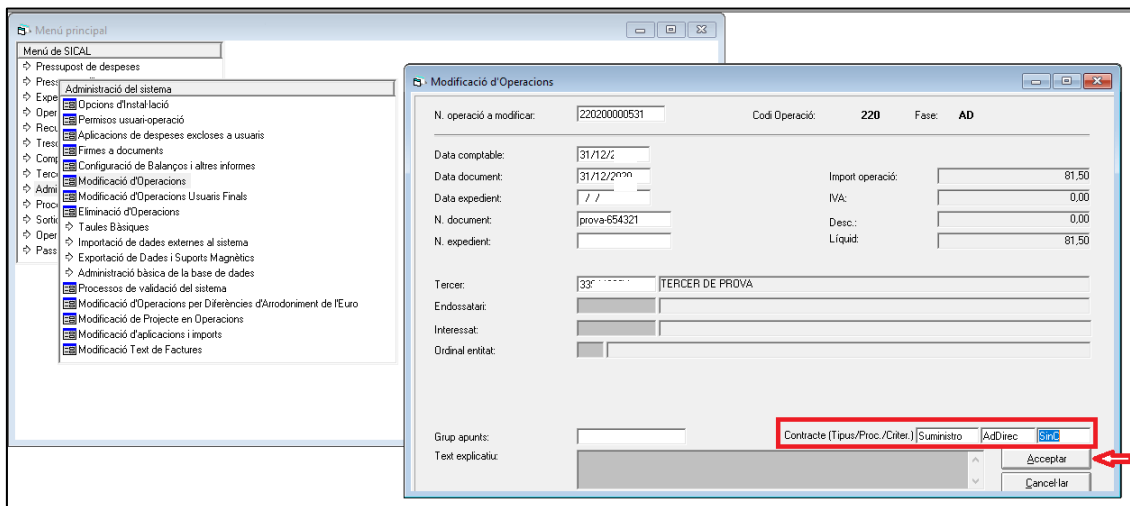 Menú principal
Menú de SICAL
Pressupost de despeses
Administració del sistema
Opcions d'Instal·lació
Permisos usuari-operació
Aplicacions de despeses excloses a usuaris
Firmes a documents
Configuració de Balanços i altres informes
Modificació d'Operacions
Modificació d'Operacions Usuaris Finals
Eliminació d'Operacions
Taules Bàsiques
Importació de dades externes al sistema
Exportació de Dades i Suports Magnètics
Administració bàsica de la base de dades
Processos de validació del sistema
Modificació d'Operacions per Diferències d'Arrodoniment de l'Euro
Modificació de Projecte en Operacions
Modificació d'aplicacions i imports
Modificació Text de Factures
Modificació d'Operacions
N. operació a modificar: 220200000531 Codi Operació: 220 Fase: AD
Data comptable: 31/12/2
Data document: 31/12/2020 Import operació: 81,50
Data expedient: / / IVA: 0,00
N. document: prova-654321 Desc.: 0,00
N. expedient: Líquid: 81,50
Tercer: TERCER DE PROVA
Endossatari:
Interessat:
Ordinal entitat:
Grup apunts: Contracte (Tipus/Proc./Criter.) Suministro AdDirec SinC
Text explicatiu: Acceptar
Cancel·lar